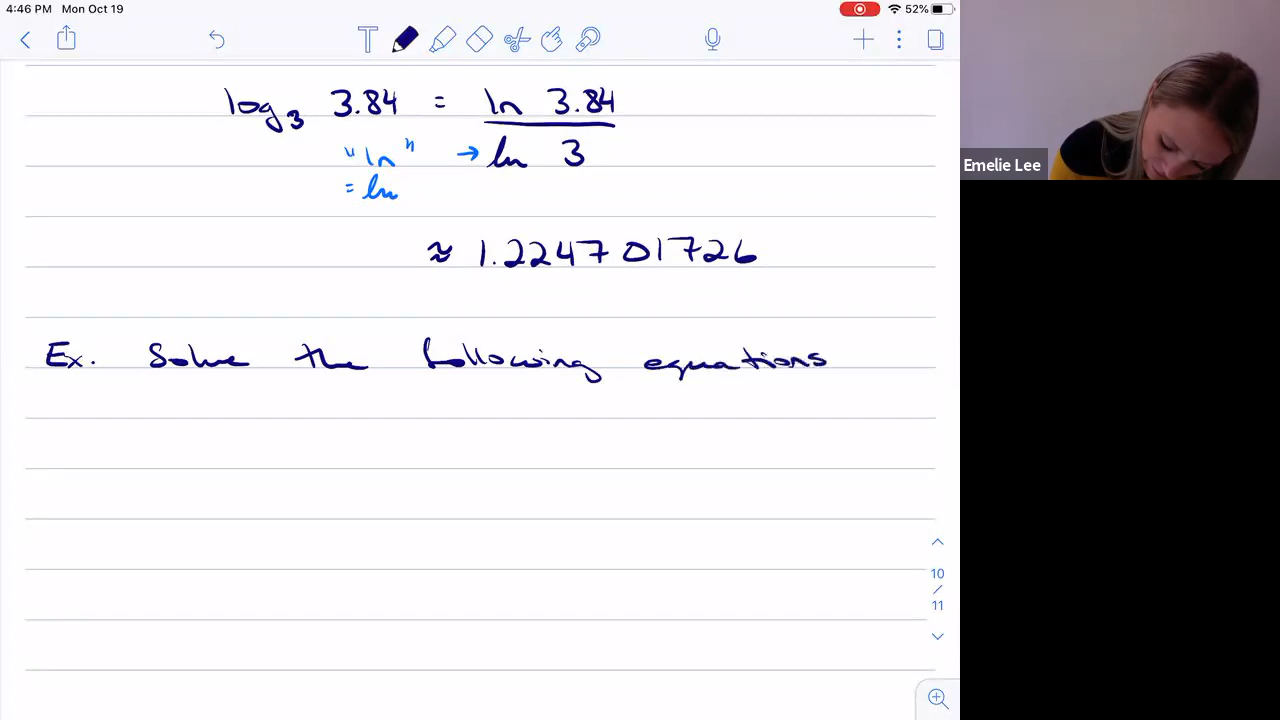 4:46 PM Mon Oct 19
52%
T
log₃ 3.84 = ln 3.84
"ln" → ln 3
= ln
≈ 1.224701726
Ex. Solve the following equations
10
/
11
Emelie Lee